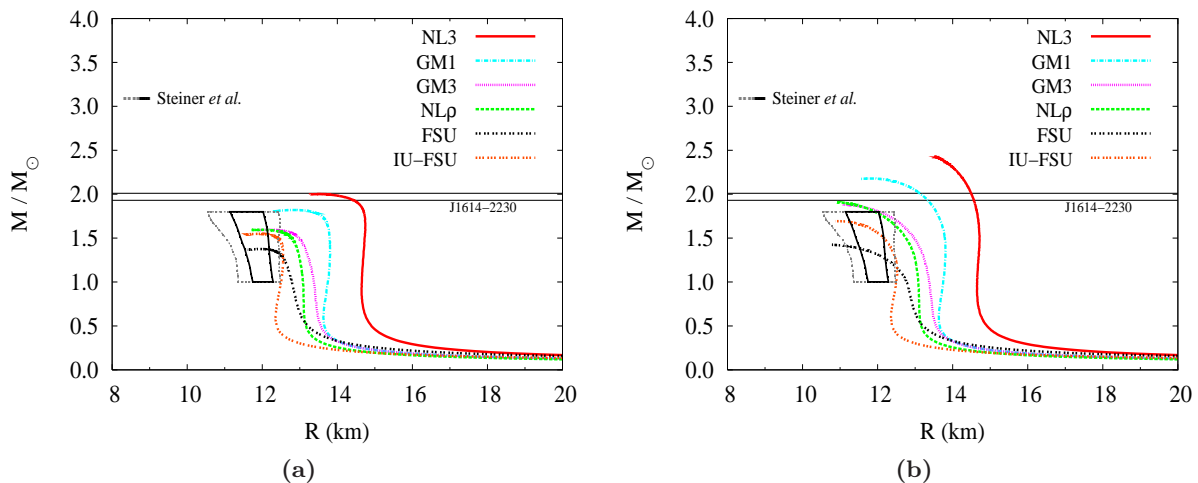 4.0
3.5
3.0
2.5
2.0
1.5
1.0
0.5
0.0
M / M⊙
8 10 12 14 16 18 20
R (km)
NL3
GM1
GM3
NLρ
FSU
IU–FSU
Steiner et al.
J1614–2230
(a)
4.0
3.5
3.0
2.5
2.0
1.5
1.0
0.5
0.0
M / M⊙
8 10 12 14 16 18 20
R (km)
NL3
GM1
GM3
NLρ
FSU
IU–FSU
Steiner et al.
J1614–2230
(b)